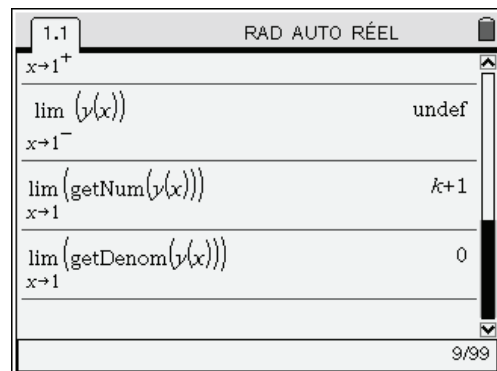 1.1 RAD AUTO RÉEL
x→1⁺
lim (y(x)) undef
x→1⁻
lim(getNum(y(x))) k+1
x→1
lim(getDenom(y(x))) 0
x→1
9/99